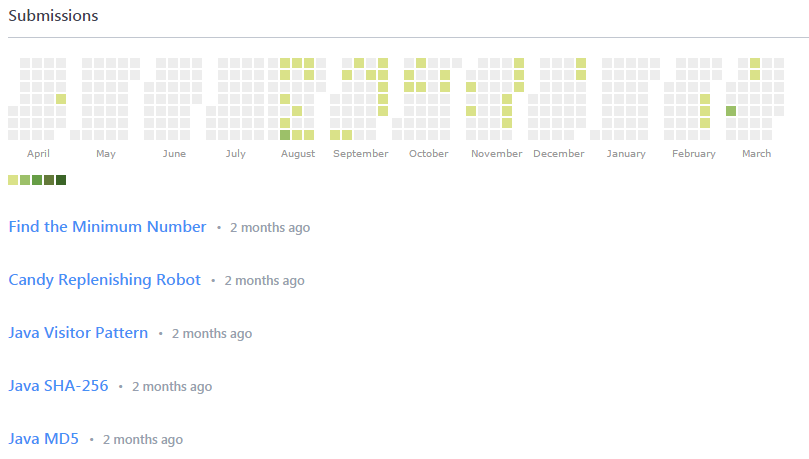 Submissions
April May June July August September October November December January February March
Find the Minimum Number • 2 months ago
Candy Replenishing Robot • 2 months ago
Java Visitor Pattern • 2 months ago
Java SHA-256 • 2 months ago
Java MD5 • 2 months ago